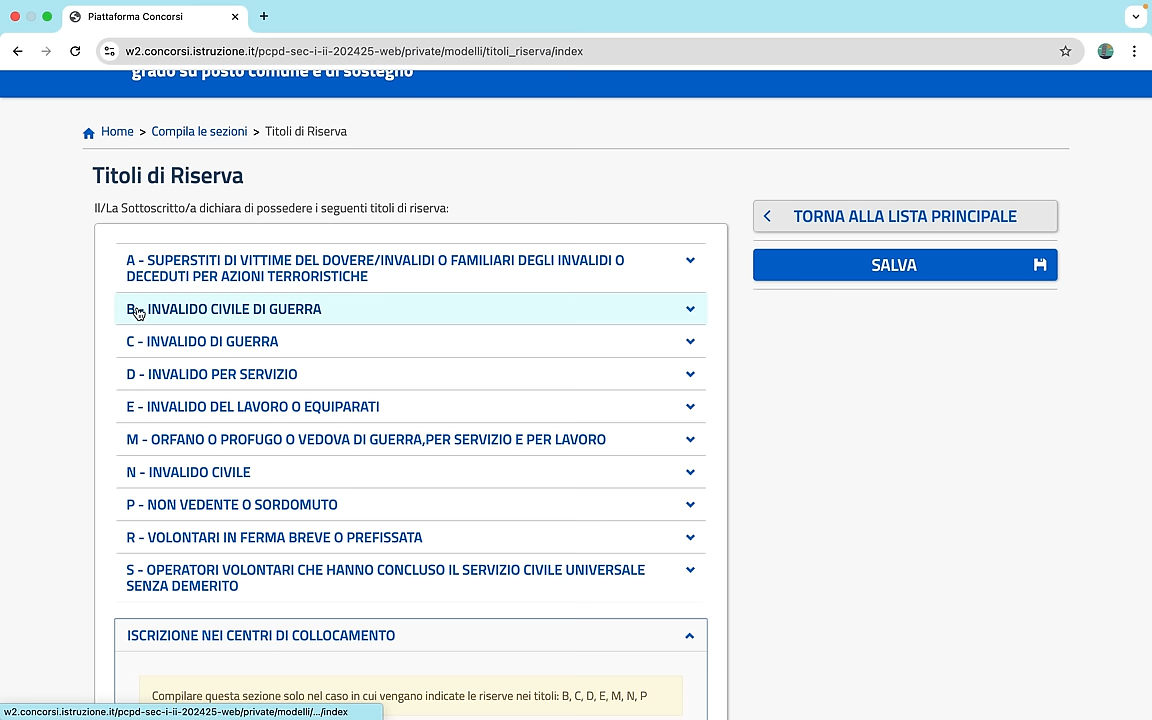 Plataforma Concorsi
w2.concorsi.istruzione.it/pcpd-sec-i-ii-202425-web/private/modelli/titoli_riserva/index
grado su posto comune e di sostegno
Home > Compila le sezioni > Titoli di Riserva
Titoli di Riserva
Il/La Sottoscritto/a dichiara di possedere i seguenti titoli di riserva:
TORNA ALLA LISTA PRINCIPALE
SALVA
A - SUPERSTITI DI VITTIME DEL DOVERE/INVALIDI O FAMILIARI DEGLI INVALIDI O
DECEDUTI PER AZIONI TERRORISTICHE
B - INVALIDO CIVILE DI GUERRA
C - INVALIDO DI GUERRA
D - INVALIDO PER SERVIZIO
E - INVALIDO DEL LAVORO O EQUIPARATI
M - ORFANO O PROFUGO O VEDOVA DI GUERRA,PER SERVIZIO E PER LAVORO
N - INVALIDO CIVILE
P - NON VEDENTE O SORDOMUTO
R - VOLONTARI IN FERMA BREVE O PREFISSATA
S - OPERATORI VOLONTARI CHE HANNO CONCLUSO IL SERVIZIO CIVILE UNIVERSALE
SENZA DEMERITO
ISCRIZIONE NEI CENTRI DI COLLOCAMENTO
Compilare questa sezione solo nel caso in cui vengano indicate le riserve nei titoli: B, C, D, E, M, N, P
w2.concorsi.istruzione.it/pcpd-sec-i-ii-202425-web/private/modelli/.../index